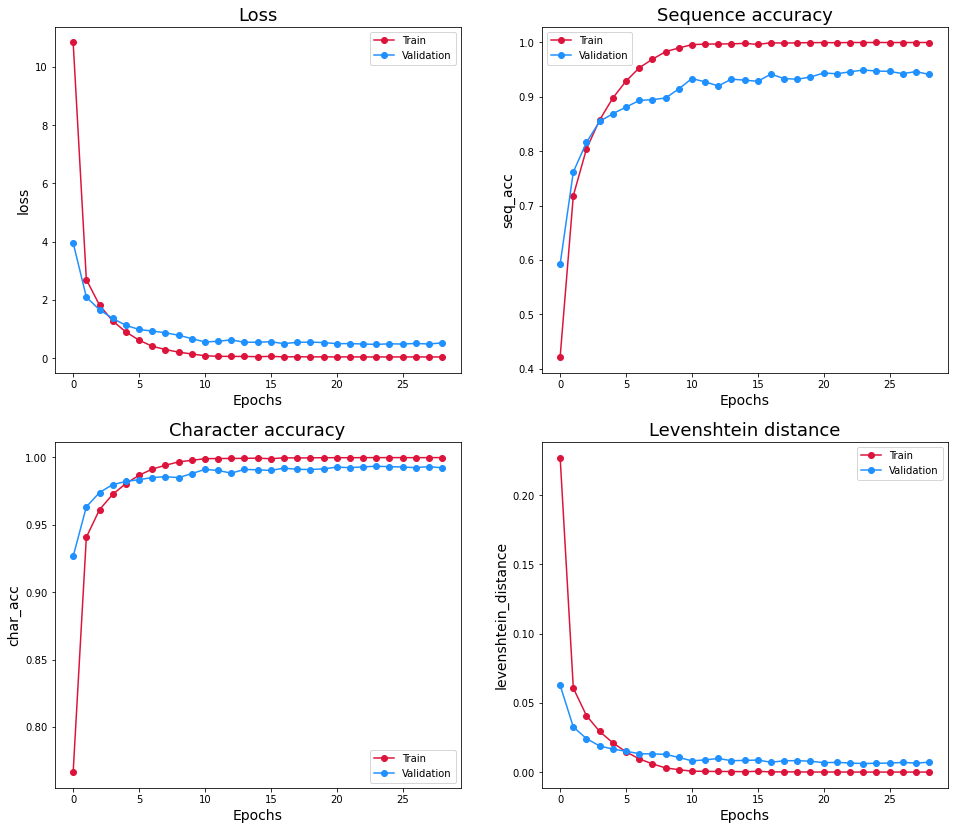 Loss
Train
Validation
10
8
6
4
2
0
loss
0 5 10 15 20 25
Epochs
Sequence accuracy
Train
Validation
1.0
0.9
0.8
0.7
0.6
0.5
0.4
seq_acc
0 5 10 15 20 25
Epochs
Character accuracy
1.00
0.95
0.90
0.85
0.80
char_acc
Train
Validation
0 5 10 15 20 25
Epochs
Levenshtein distance
Train
Validation
0.20
0.15
0.10
0.05
0.00
levenshtein_distance
0 5 10 15 20 25
Epochs